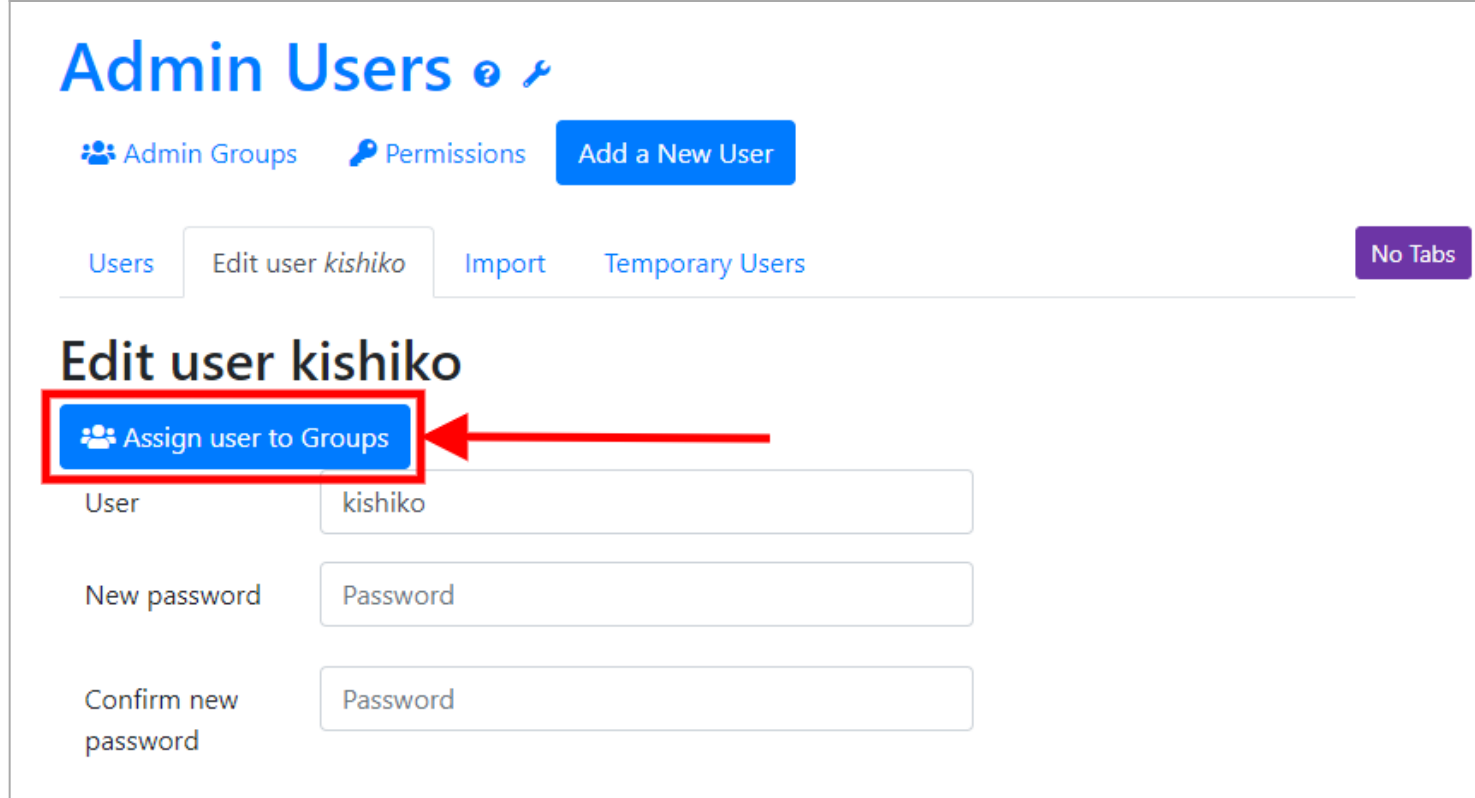 Admin Users
Admin Groups Permissions Add a New User
Users Edit user kishiko Import Temporary Users No Tabs
Edit user kishiko
Assign user to Groups
User kishiko
New password Password
Confirm new Password
password